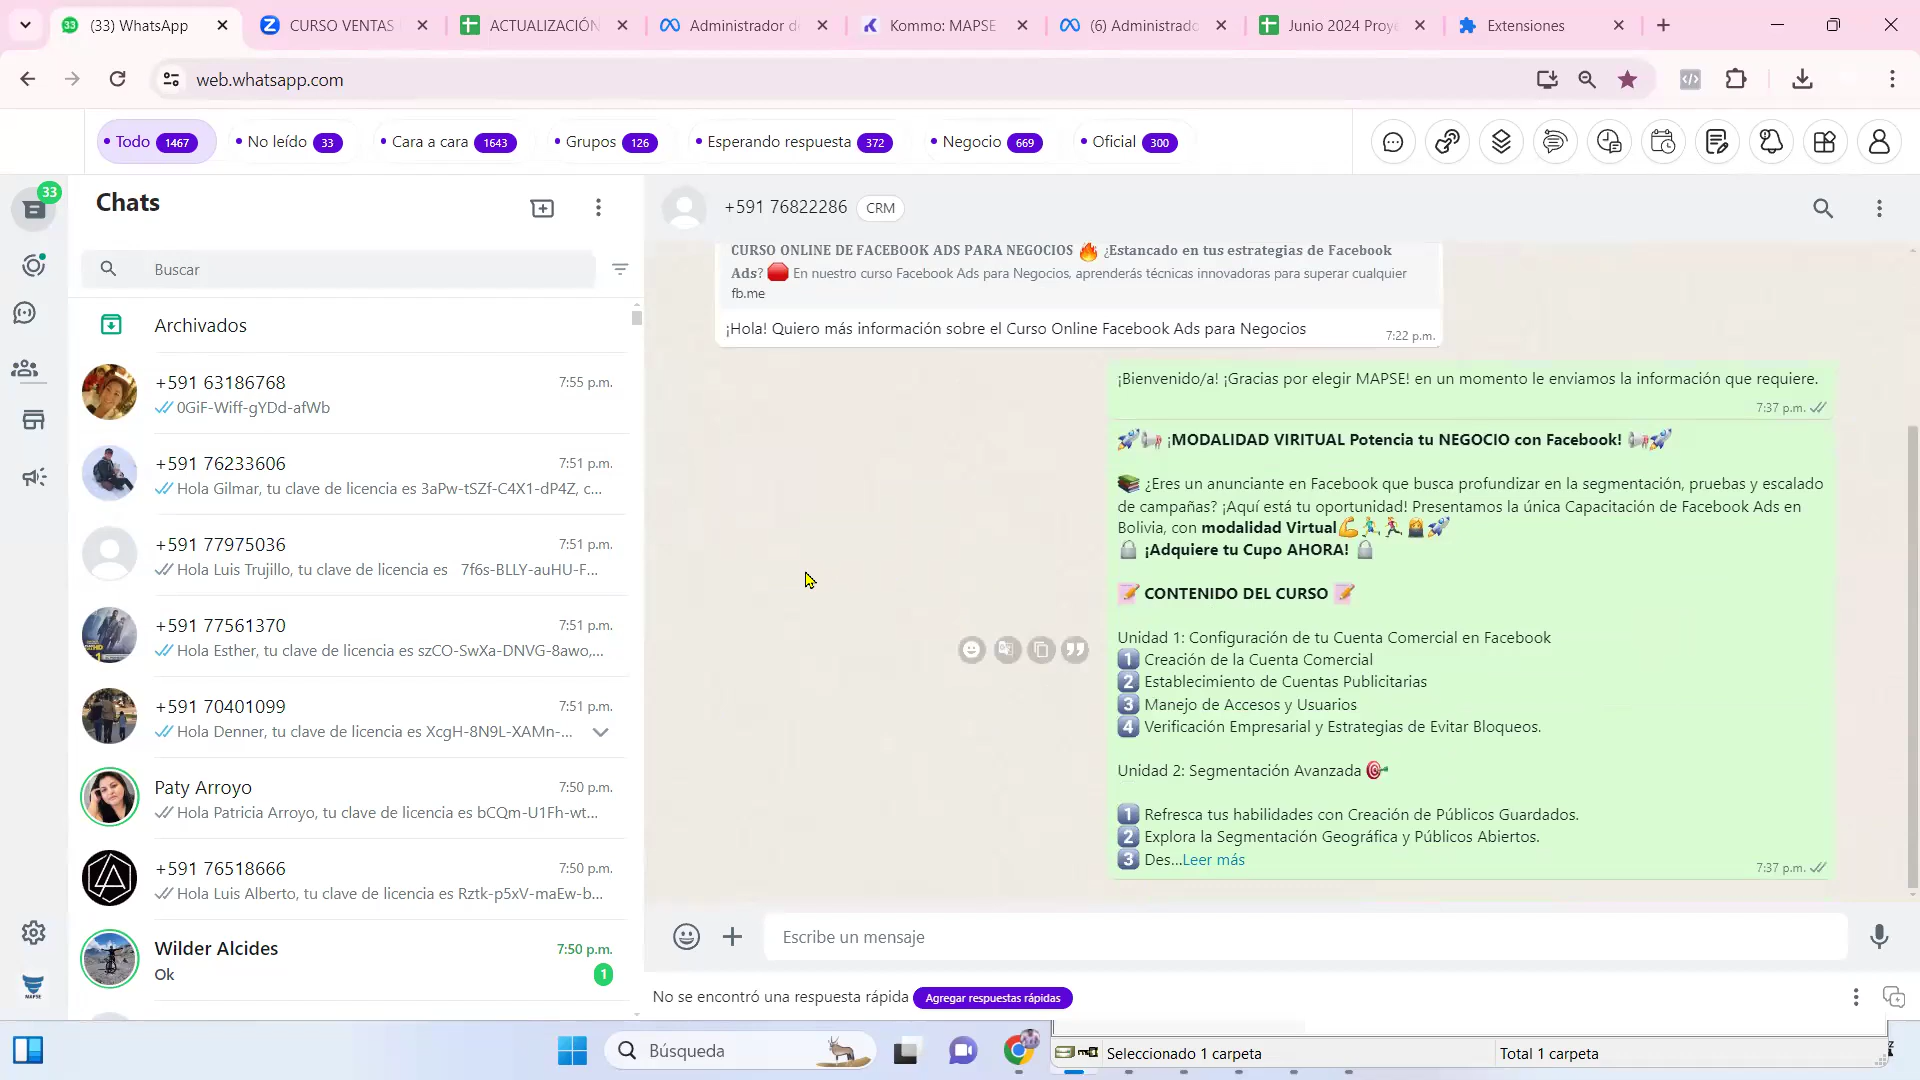 (33) WhatsApp
CURSO VENTAS
ACTUALIZACIÓN
Administrador d
Kommo: MAPSE
(6) Administrado
Junio 2024 Proye
Extensiones
web.whatsapp.com
Todo 1467
No leído 33
Cara a cara 1643
Grupos 126
Esperando respuesta 372
Negocio 669
Oficial 300
33
Chats
Buscar
Archivados
+591 63186768 7:55 p.m.
0GiF-Wiff-gYDd-afWb
+591 76233606 7:51 p.m.
Hola Gilmar, tu clave de licencia es 3aPw-tSZf-C4X1-dP4Z, c...
+591 77975036 7:51 p.m.
Hola Luis Trujillo, tu clave de licencia es 7f6s-BLLY-auHU-F...
+591 77561370 7:51 p.m.
Hola Esther, tu clave de licencia es szCO-SwXa-DNVG-8awo,...
+591 70401099 7:51 p.m.
Hola Denner, tu clave de licencia es XcgH-8N9L-XAMn-...
Paty Arroyo 7:50 p.m.
Hola Patricia Arroyo, tu clave de licencia es bCQm-U1Fh-wt...
+591 76518666 7:50 p.m.
Hola Luis Alberto, tu clave de licencia es Rztk-p5xV-maEw-b...
Wilder Alcides 7:50 p.m.
Ok 1
MAPSE
+591 76822286 CRM
CURSO ONLINE DE FACEBOOK ADS PARA NEGOCIOS 🔥 ¿Estancado en tus estrategias de Facebook
Ads? 🛑 En nuestro curso Facebook Ads para Negocios, aprenderás técnicas innovadoras para superar cualquier
fb.me
¡Hola! Quiero más información sobre el Curso Online Facebook Ads para Negocios
7:22 p.m.
¡Bienvenido/a! ¡Gracias por elegir MAPSE! en un momento le enviamos la información que requiere.
7:37 p.m.
🚀📢 ¡MODALIDAD VIRITUAL Potencia tu NEGOCIO con Facebook! 📢🚀
📚 ¿Eres un anunciante en Facebook que busca profundizar en la segmentación, pruebas y escalado
de campañas? ¡Aquí está tu oportunidad! Presentamos la única Capacitación de Facebook Ads en
Bolivia, con modalidad Virtual💪🏃‍♂️🏃‍♀️👩‍💻🚀
🔒 ¡Adquiere tu Cupo AHORA! 🔒
📝 CONTENIDO DEL CURSO 📝
Unidad 1: Configuración de tu Cuenta Comercial en Facebook
1️⃣ Creación de la Cuenta Comercial
2️⃣ Establecimiento de Cuentas Publicitarias
3️⃣ Manejo de Accesos y Usuarios
4️⃣ Verificación Empresarial y Estrategias de Evitar Bloqueos.
Unidad 2: Segmentación Avanzada 🎯
1️⃣ Refresca tus habilidades con Creación de Públicos Guardados.
2️⃣ Explora la Segmentación Geográfica y Públicos Abiertos.
3️⃣ Des...Leer más
7:37 p.m.
Escribe un mensaje
No se encontró una respuesta rápida Agregar respuestas rápidas
Búsqueda
Seleccionado 1 carpeta
Total 1 carpeta